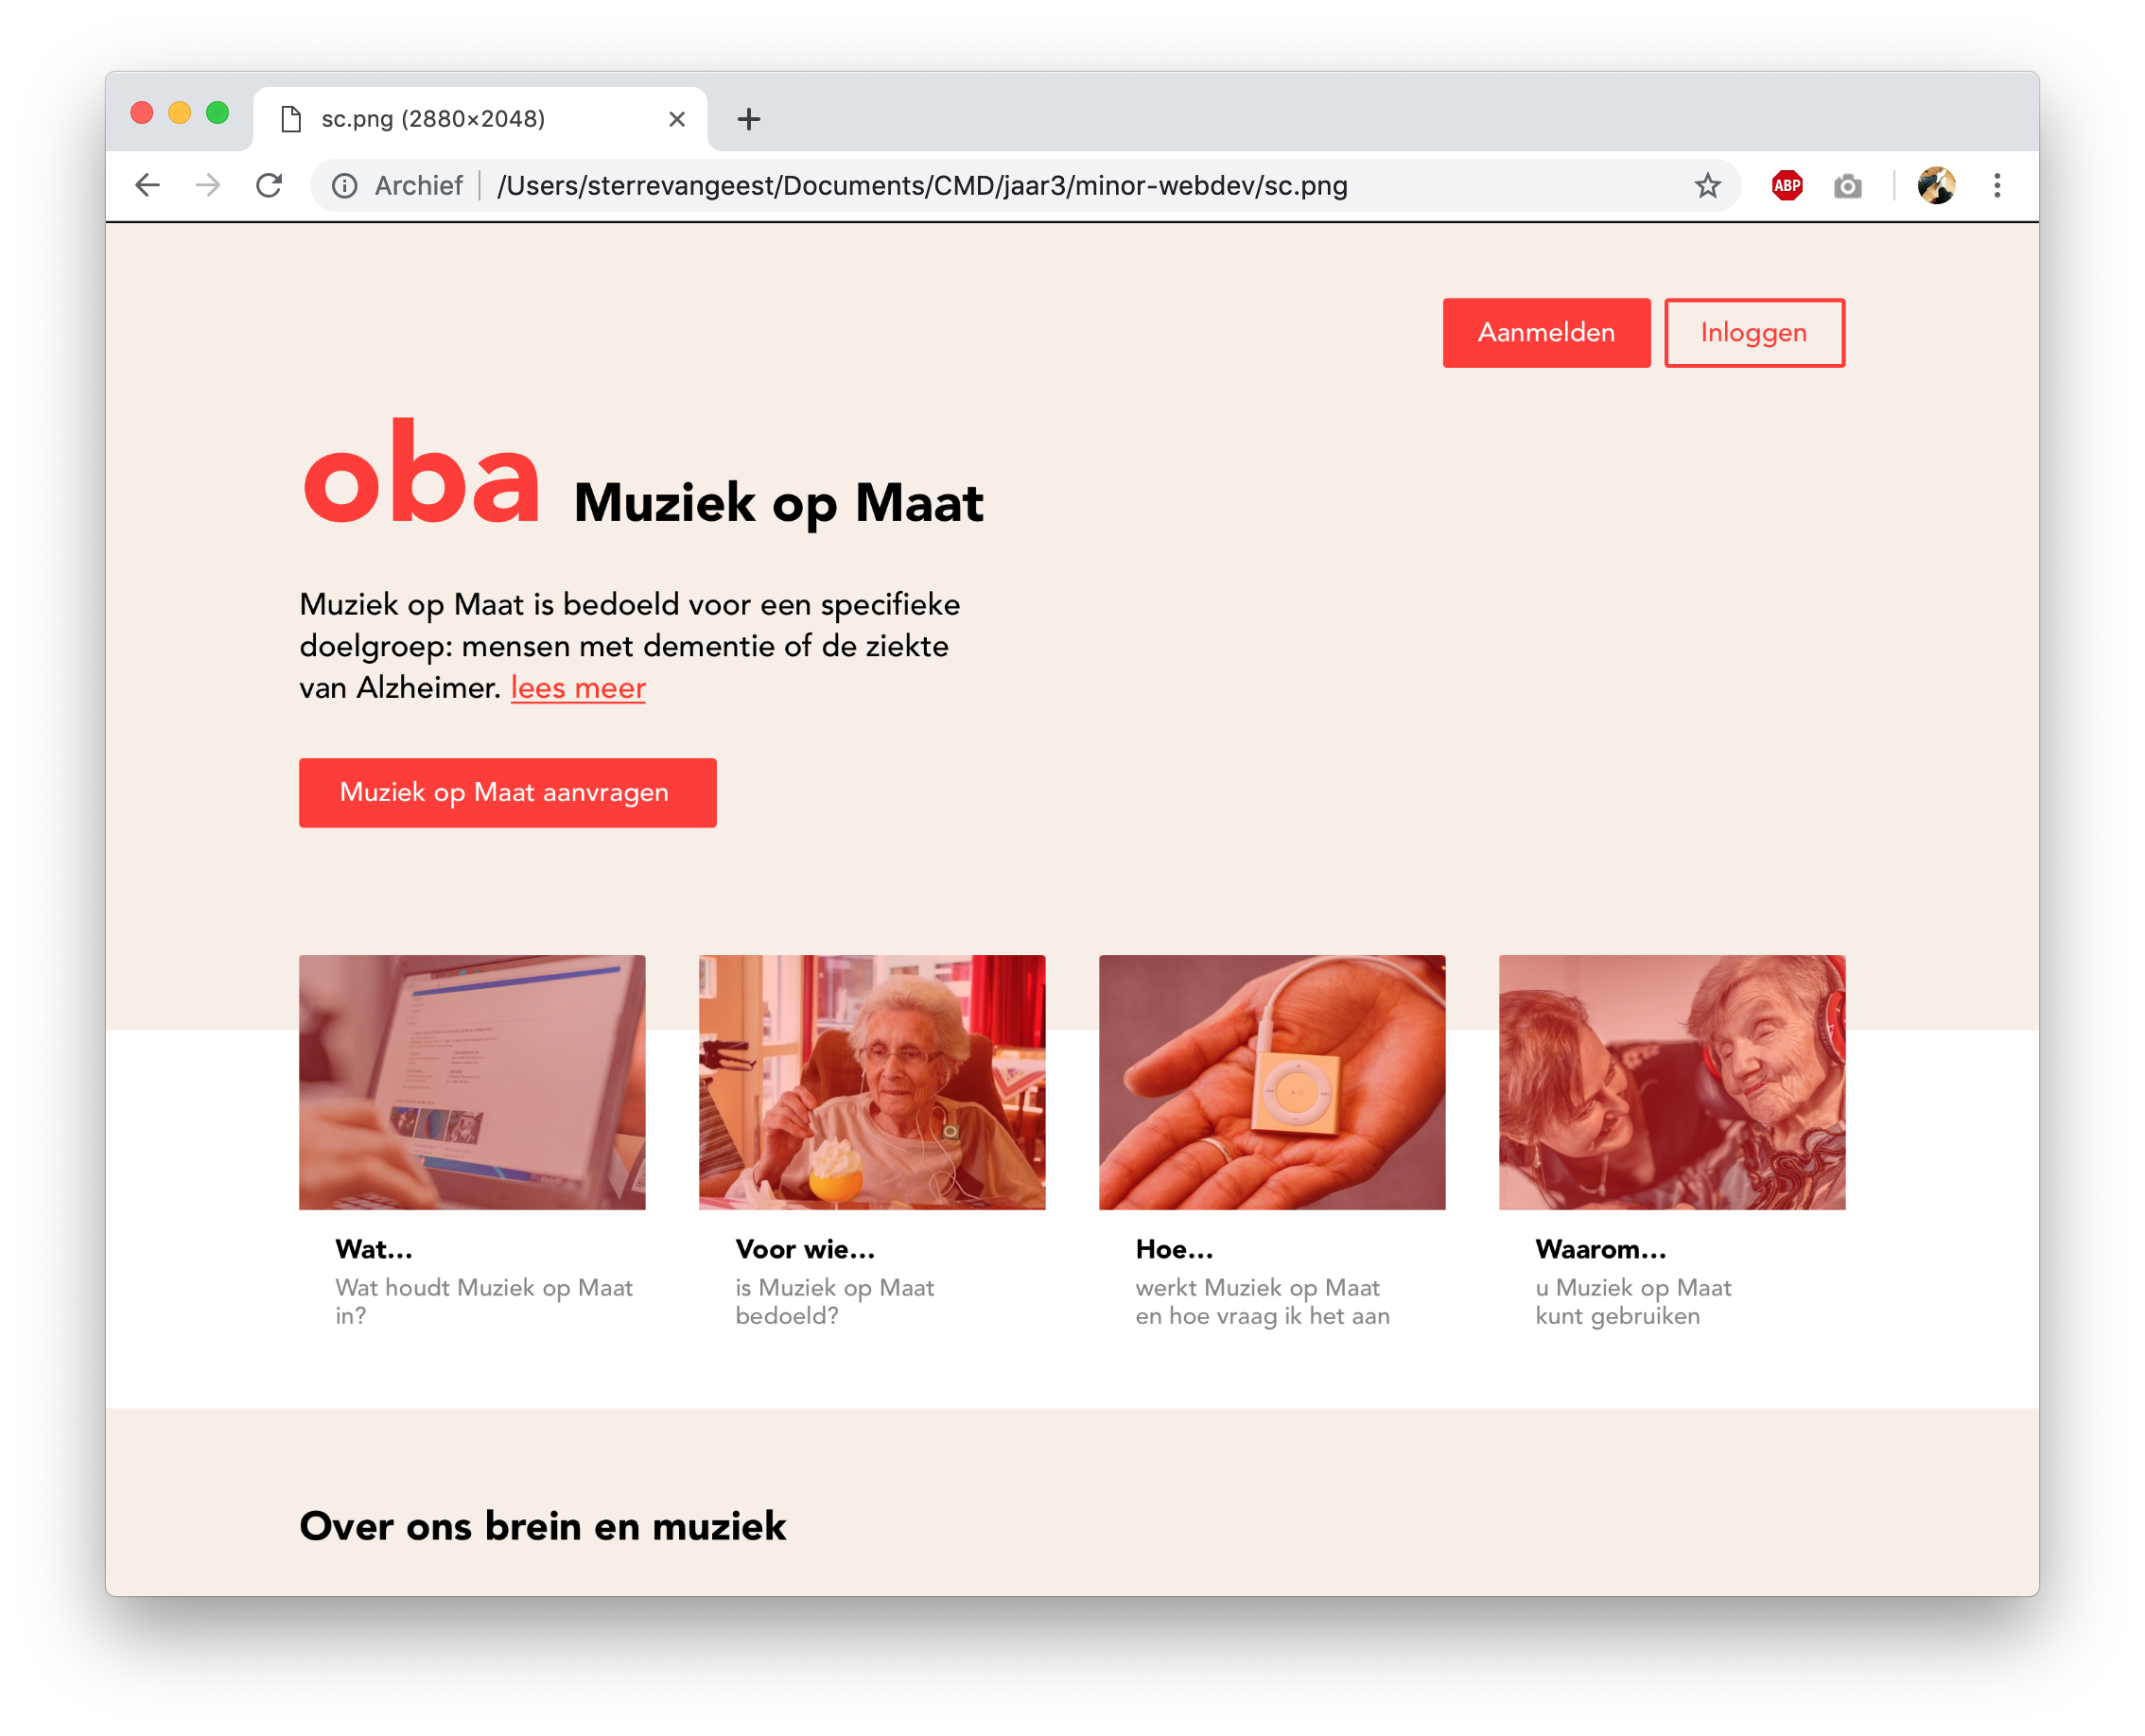 sc.png (2880×2048)
Archief /Users/sterrevangeest/Documents/CMD/jaar3/minor-webdev/sc.png
ABP
Aanmelden Inloggen
oba Muziek op Maat
Muziek op Maat is bedoeld voor een specifieke
doelgroep: mensen met dementie of de ziekte
van Alzheimer. lees meer
Muziek op Maat aanvragen
Wat...
Wat houdt Muziek op Maat
in?
Voor wie...
is Muziek op Maat
bedoeld?
Hoe...
werkt Muziek op Maat
en hoe vraag ik het aan
Waarom...
u Muziek op Maat
kunt gebruiken
Over ons brein en muziek